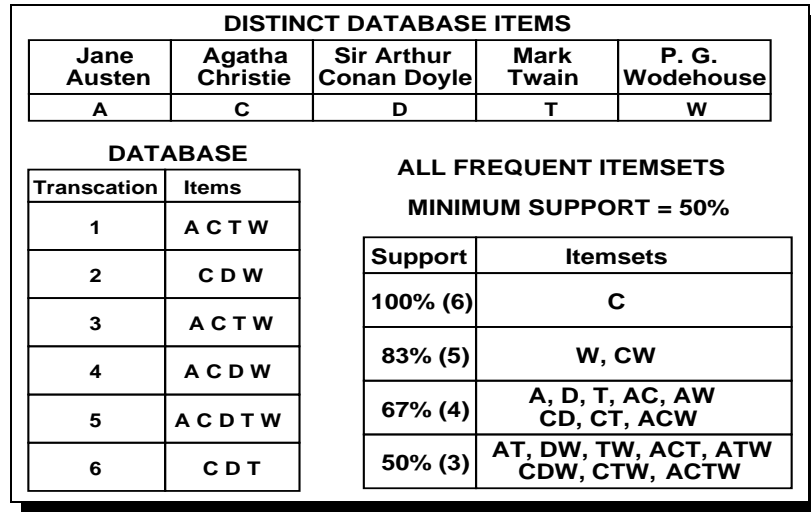 DISTINCT DATABASE ITEMS
Jane Austen
Agatha Christie
Sir Arthur Conan Doyle
Mark Twain
P. G. Wodehouse
A C D T W
DATABASE
Transcation Items
1 A C T W
2 C D W
3 A C T W
4 A C D W
5 A C D T W
6 C D T
ALL FREQUENT ITEMSETS
MINIMUM SUPPORT = 50%
Support Itemsets
100% (6) C
83% (5) W, CW
67% (4) A, D, T, AC, AW
CD, CT, ACW
50% (3) AT, DW, TW, ACT, ATW
CDW, CTW, ACTW